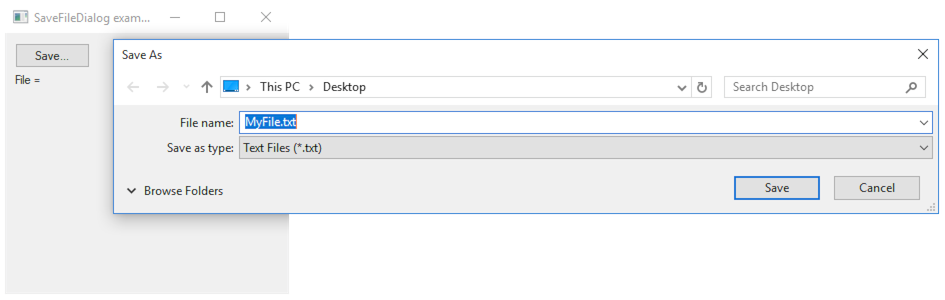 SaveFileDialog exam...
Save...
File =
Save As
This PC > Desktop
Search Desktop
File name: MyFile.txt
Save as type: Text Files (*.txt)
Browse Folders
Save
Cancel